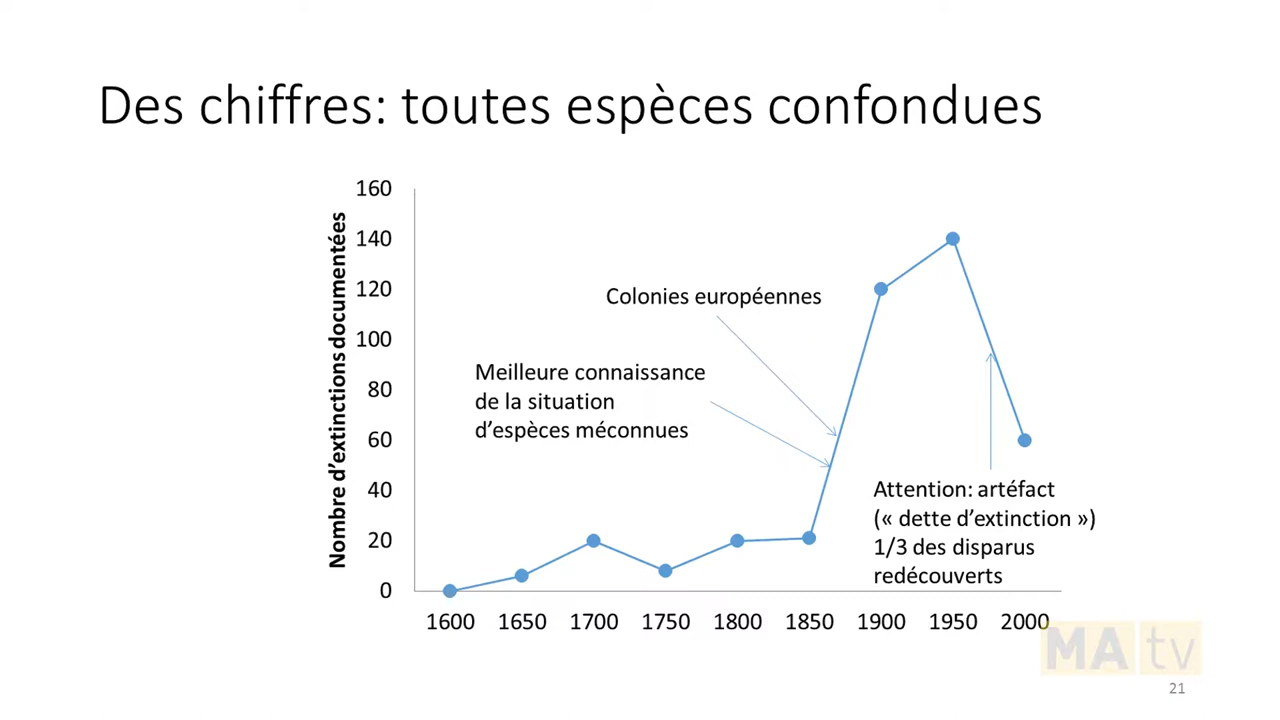 Des chiffres: toutes espèces confondues
160
140
120
100
80
60
40
20
0
Nombre d'extinctions documentées
Colonies européennes
Meilleure connaissance
de la situation
d'espèces méconnues
Attention: artéfact
(« dette d'extinction »)
1/3 des disparus
redécouverts
1600 1650 1700 1750 1800 1850 1900 1950 2000
MAtv
21